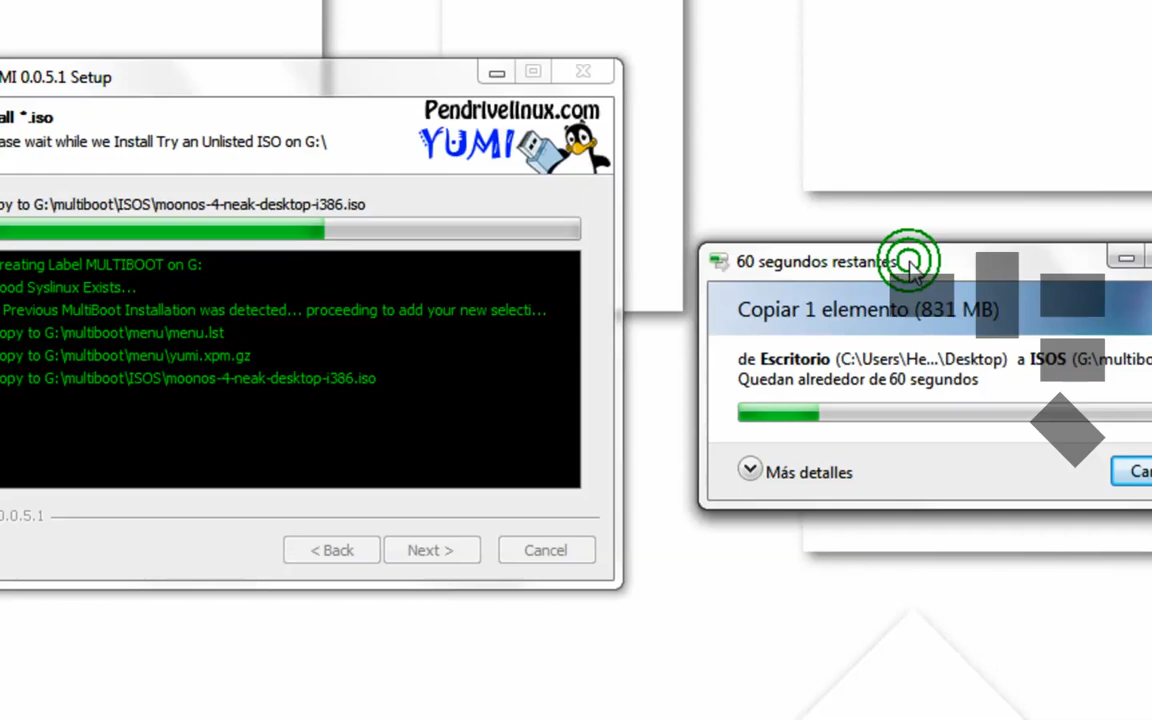 MI 0.0.5.1 Setup
all *.iso
ase wait while we Install Try an Unlisted ISO on G:\
Pendrivelinux.com
YUMI
py to G:\multiboot\ISOS\moonos-4-neak-desktop-i386.iso
reating Label MULTIBOOT on G:
ood Syslinux Exists...
Previous MultiBoot Installation was detected... proceeding to add your new selecti...
opy to G:\multiboot\menu\menu.lst
opy to G:\multiboot\menu\yumi.xpm.gz
opy to G:\multiboot\ISOS\moonos-4-neak-desktop-i386.iso
0.0.5.1
< Back
Next >
Cancel
60 segundos restantes
Copiar 1 elemento (831 MB)
de Escritorio (C:\Users\He...\Desktop) a ISOS (G:\multibo
Quedan alrededor de 60 segundos
Más detalles
Ca